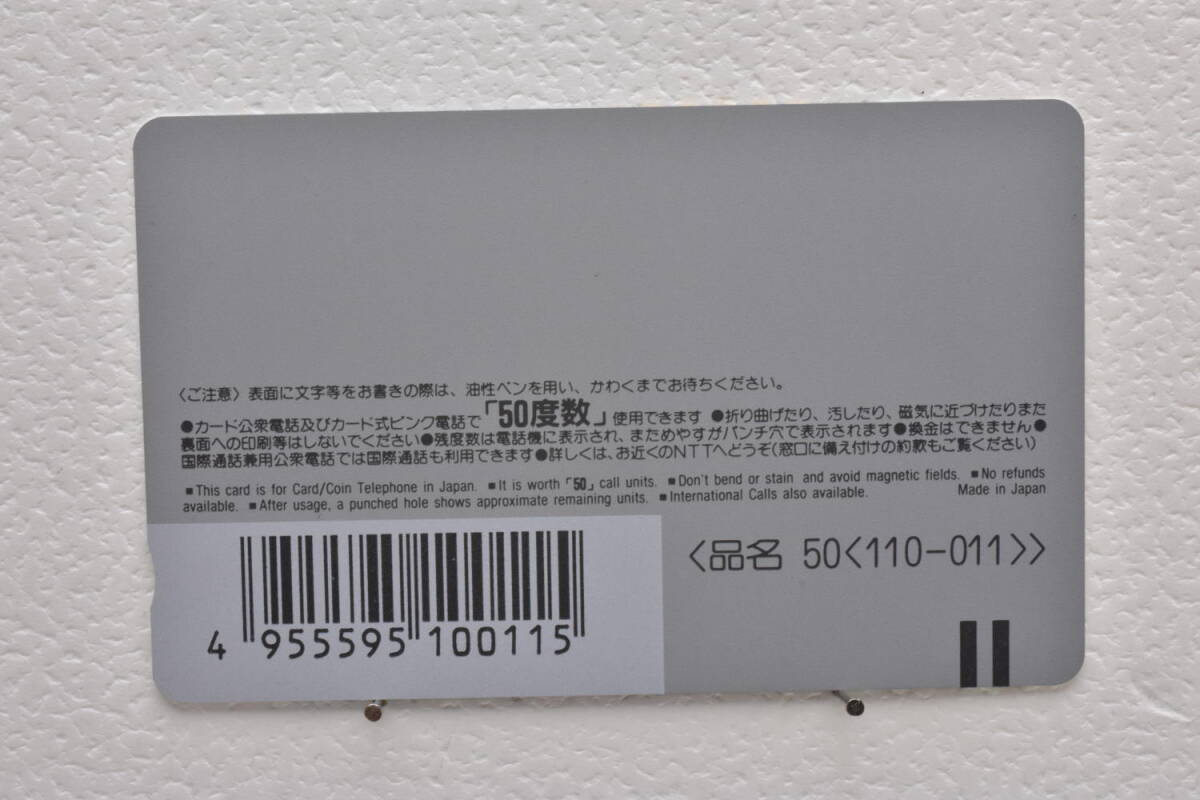 〈ご注意〉表面に文字等をお書きの際は、油性ペンを用い、かわくまでお待ちください。
●カード公衆電話及びカード式ピンク電話で「50度数」使用できます ●折り曲げたり、汚したり、磁気に近づけたりまた
裏面への印刷等はしないでください●残度数は電話機に表示され、まためやすがパンチ穴で表示されます●換金はできません●
国際通話兼用公衆電話では国際通話も利用できます●詳しくは、お近くのNTTへどうぞ(窓口に備え付けの約款もご覧ください)
■This card is for Card/Coin Telephone in Japan. ■It is worth「50」call units. ■Don't bend or stain and avoid magnetic fields. ■No refunds
available. ■After usage, a punched hole shows approximate remaining units. ■International Calls also available. Made in Japan
〈品名 50〈110-011〉〉
4 955595 100115